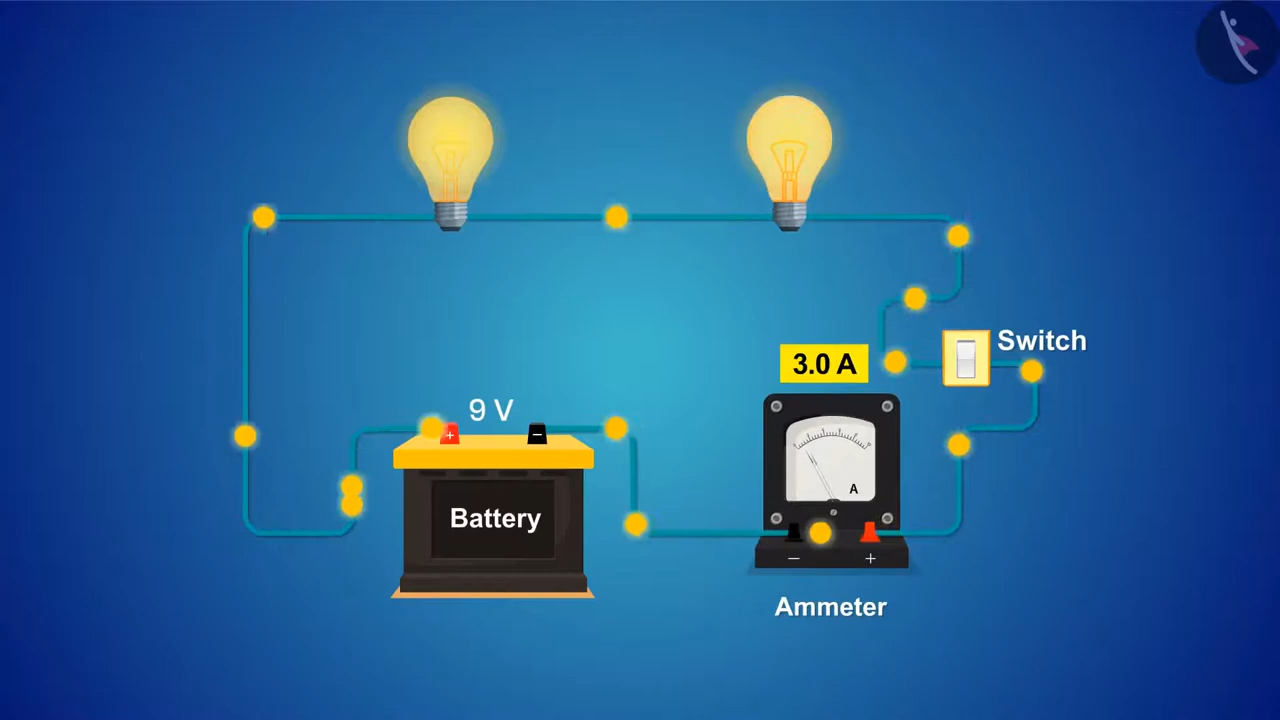 Switch
3.0 A
9 V
+ −
Battery
A
− +
Ammeter